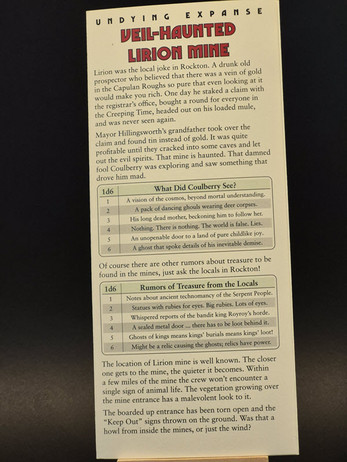 UNDYING EXPANSE
VEIL-HAUNTED
LIRION MINE
Lirion was the local joke in Rockton. A drunk old
prospector who believed that there was a vein of gold
in the Capulan Roughs so pure that even looking at it
would make you rich. One day he staked a claim with
the registrar's office, bought a round for everyone in
the Creeping Time, headed out on his loaded mule,
and was never seen again.
Mayor Hillingsworth's grandfather took over the
claim and found tin instead of gold. It was quite
profitable until they cracked into some caves and let
out the evil spirits. That mine is haunted. That damned
fool Coulberry was exploring and saw something that
drove him mad.
1d6 What Did Coulberry See?
1 A vision of the cosmos, beyond mortal understanding.
2 A pack of dancing ghouls wearing deer corpses.
3 His long dead mother, beckoning him to follow her.
4 Nothing. There is nothing. The world is false. Lies.
5 An unopenable door to a land of pure childlike joy.
6 A ghost that spoke details of his inevitable demise.
Of course there are other rumors about treasure to be
found in the mines, just ask the locals in Rockton!
1d6 Rumors of Treasure from the Locals
1 Notes about ancient technomancy of the Serpent People.
2 Statues with rubies for eyes. Big rubies. Lots of eyes.
3 Whispered reports of the bandit king Royroy's horde.
4 A sealed metal door ... there has to be loot behind it.
5 Ghosts of kings means kings' burials means kings' loot!
6 Might be a relic causing the ghosts; relics have power.
The location of Lirion mine is well known. The closer
one gets to the mine, the quieter it becomes. Within
a few miles of the mine the crew won't encounter a
single sign of animal life. The vegetation growing over
the mine entrance has a malevolent look to it.
The boarded up entrance has been torn open and the
"Keep Out" signs thrown on the ground. Was that a
howl from inside the mines, or just the wind?